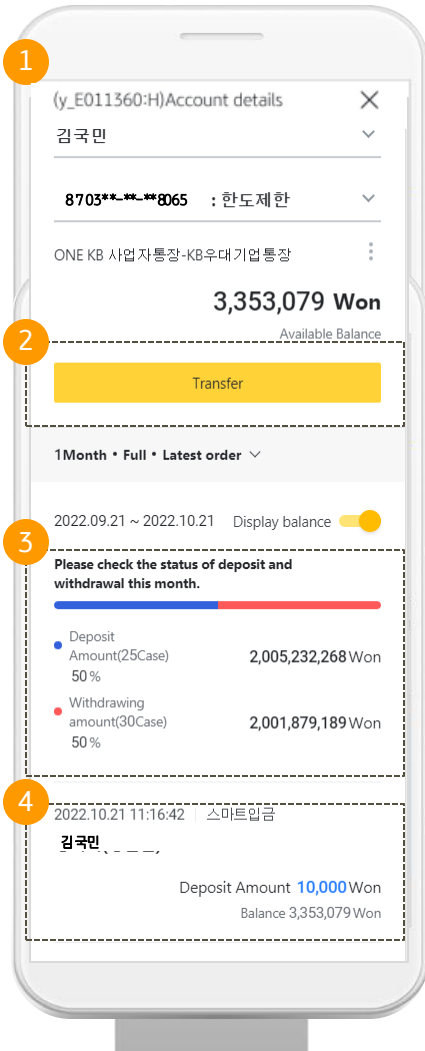 1
(y_E011360:H)Account details
김국민
8703**-**-**8065 : 한도제한
ONE KB 사업자통장-KB우대기업통장
3,353,079 Won
Available Balance
2
Transfer
1Month • Full • Latest order
2022.09.21 ~ 2022.10.21 Display balance
3
Please check the status of deposit and
withdrawal this month.
Deposit
Amount(25Case)
2,005,232,268 Won
50 %
Withdrawing
amount(30Case)
2,001,879,189 Won
50 %
4
2022.10.21 11:16:42 스마트입금
김국민
Deposit Amount 10,000 Won
Balance 3,353,079 Won